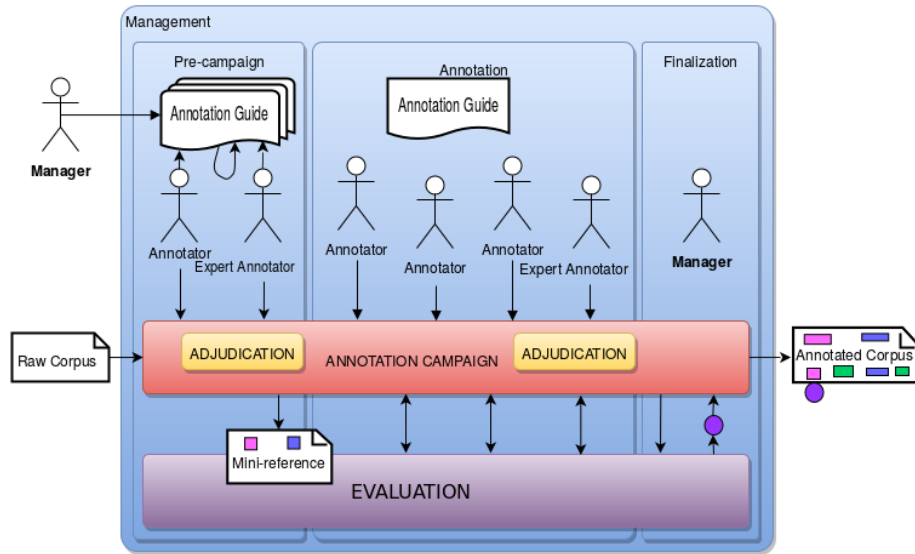 Management
Pre-campaign
Annotation
Finalization
Annotation Guide
Annotation Guide
Manager
Annotator
Expert Annotator
Annotator
Annotator
Annotator
Expert Annotator
Manager
Raw Corpus
ADJUDICATION
ANNOTATION CAMPAIGN
ADJUDICATION
Annotated Corpus
Mini-reference
EVALUATION